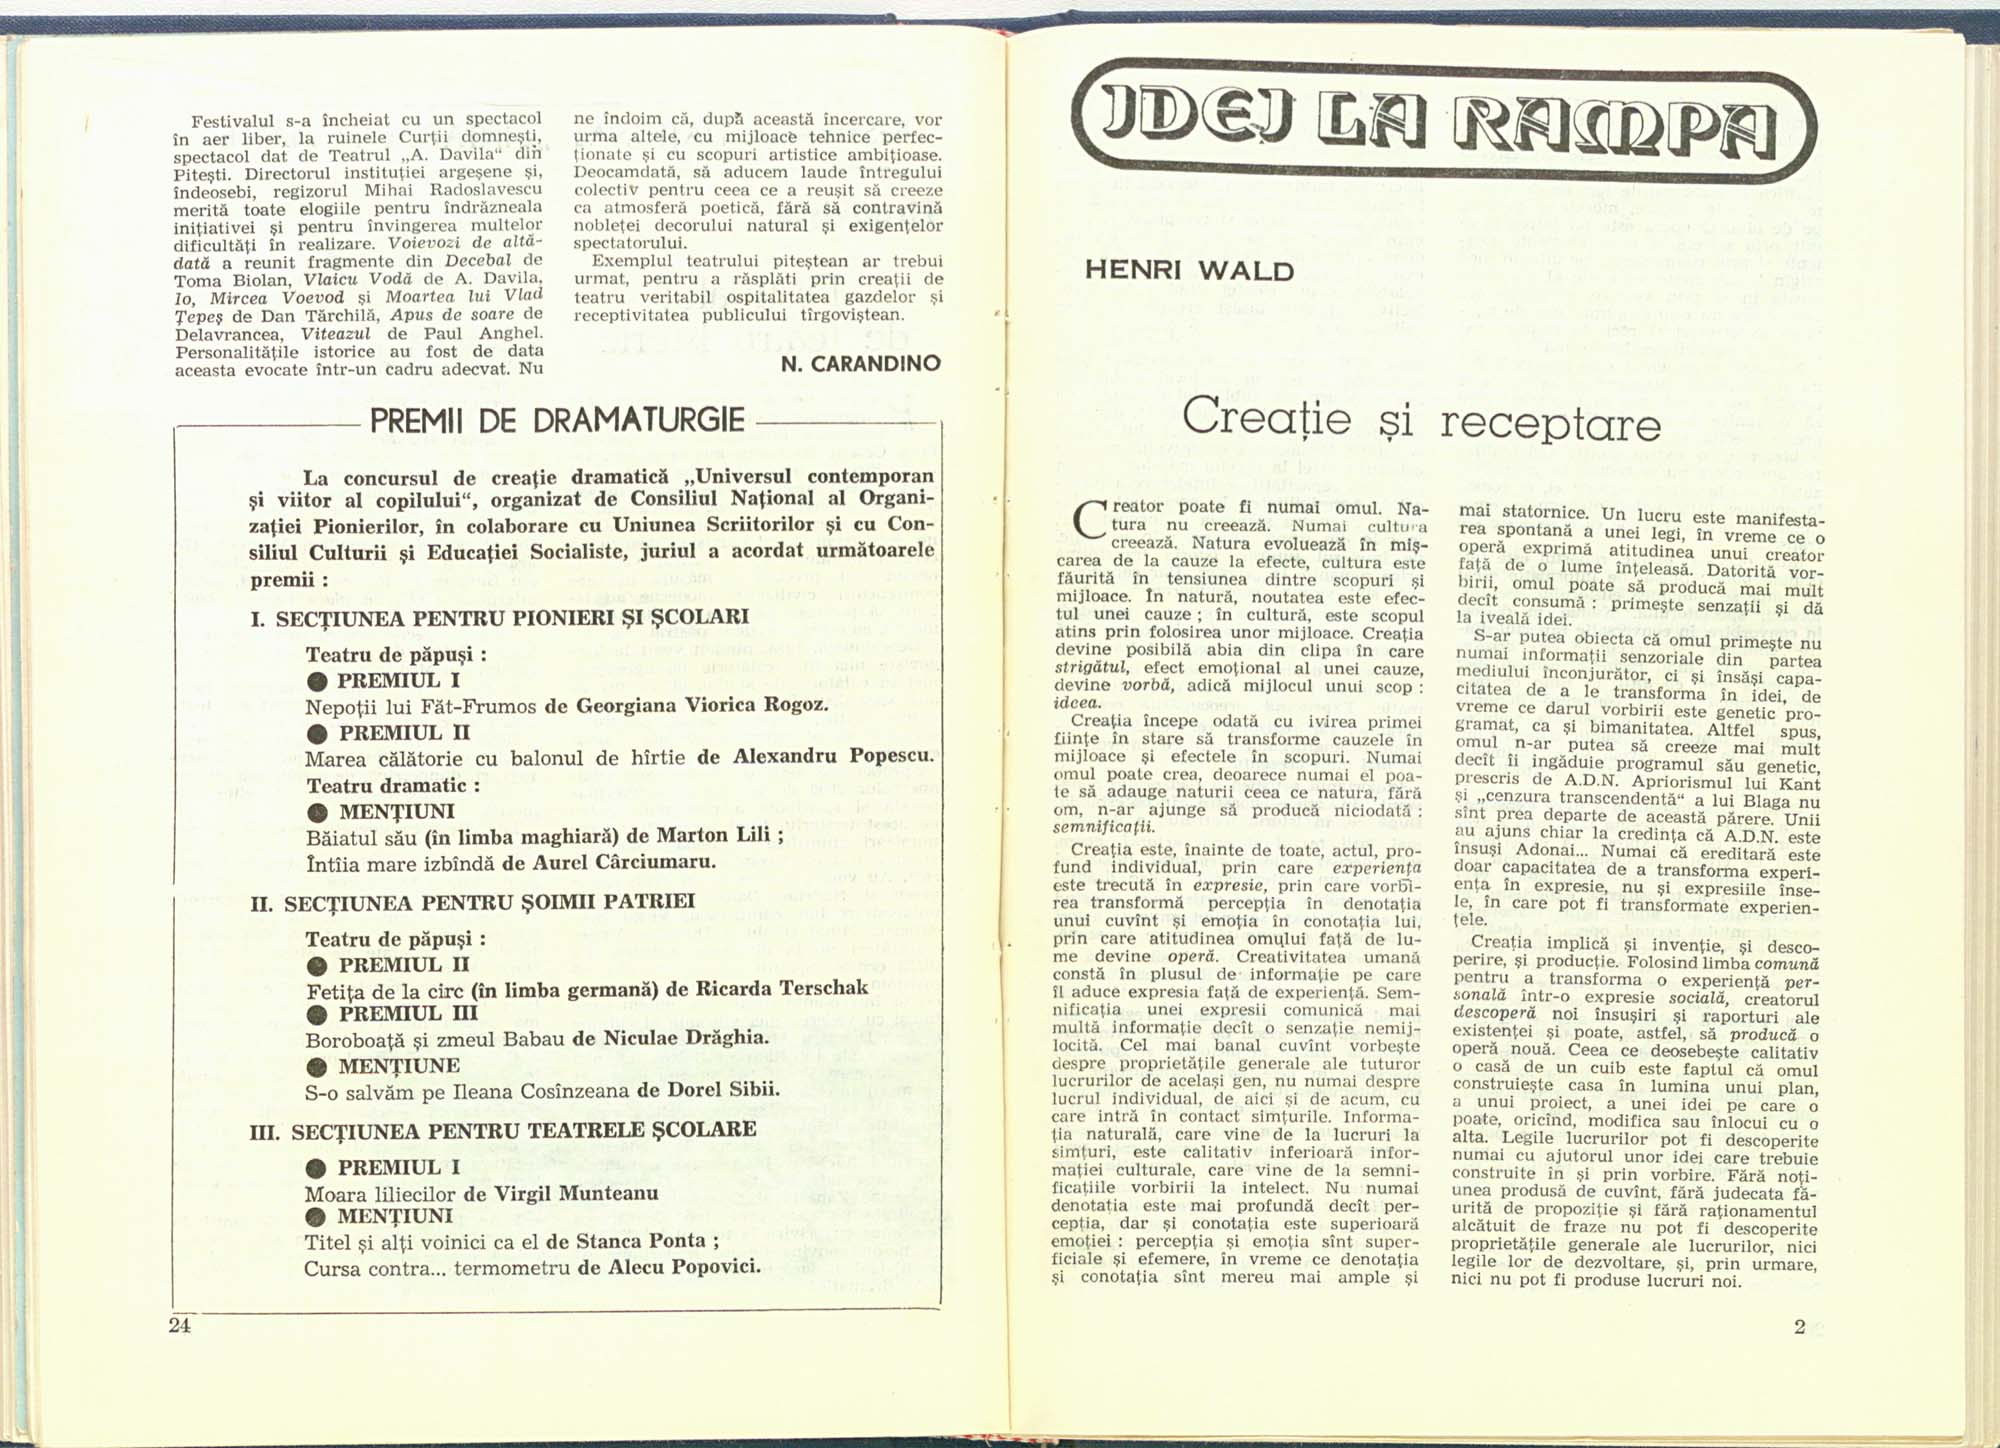 Festivalul s-a încheiat cu un spectacol
în aer liber, la ruinele Curții domnești,
spectacol dat de Teatrul „A. Davila“ din
Pitești. Directorul instituției argeșene și,
îndeosebi, regizorul Mihai Radoslavescu
merită toate elogiile pentru îndrăzneala
inițiativei și pentru învingerea multelor
dificultăți în realizare. Voievozi de altă-
dată a reunit fragmente din Decebal de
Toma Biolan, Vlaicu Vodă de A. Davila,
Io, Mircea Voevod și Moartea lui Vlad
Țepeș de Dan Tărchilă, Apus de soare de
Delavrancea, Viteazul de Paul Anghel.
Personalitățile istorice au fost de data
aceasta evocate într-un cadru adecvat. Nu
ne îndoim că, după această încercare, vor
urma altele, cu mijloace tehnice perfec-
ționate și cu scopuri artistice ambițioase.
Deocamdată, să aducem laude întregului
colectiv pentru ceea ce a reușit să creeze
ca atmosferă poetică, fără să contravină
nobleței decorului natural și exigențelor
spectatorului.
Exemplul teatrului piteștean ar trebui
urmat, pentru a răsplăti prin creații de
teatru veritabil ospitalitatea gazdelor și
receptivitatea publicului tîrgoviștean.
N. CARANDINO
PREMII DE DRAMATURGIE
La concursul de creație dramatică „Universul contemporan
și viitor al copilului“, organizat de Consiliul Național al Organi-
zației Pionierilor, în colaborare cu Uniunea Scriitorilor și cu Con-
siliul Culturii și Educației Socialiste, juriul a acordat următoarele
premii :
I. SECȚIUNEA PENTRU PIONIERI ȘI ȘCOLARI
Teatru de păpuși :
● PREMIUL I
Nepoții lui Făt-Frumos de Georgiana Viorica Rogoz.
● PREMIUL II
Marea călătorie cu balonul de hîrtie de Alexandru Popescu.
Teatru dramatic :
● MENȚIUNI
Băiatul său (în limba maghiară) de Marton Lili ;
Întîia mare izbîndă de Aurel Cârciumaru.
II. SECȚIUNEA PENTRU ȘOIMII PATRIEI
Teatru de păpuși :
● PREMIUL II
Fetița de la circ (în limba germană) de Ricarda Terschak
● PREMIUL III
Boroboață și zmeul Babau de Niculae Drăghia.
● MENȚIUNE
S-o salvăm pe Ileana Cosînzeana de Dorel Sibii.
III. SECȚIUNEA PENTRU TEATRELE ȘCOLARE
● PREMIUL I
Moara liliecilor de Virgil Munteanu
● MENȚIUNI
Titel și alți voinici ca el de Stanca Ponta ;
Cursa contra... termometru de Alecu Popovici.
24
IDEI LA RAMPA
HENRI WALD
Creație și receptare
Creator poate fi numai omul. Na-
tura nu creează. Numai cultura
creează. Natura evoluează în miș-
carea de la cauze la efecte, cultura este
făurită în tensiunea dintre scopuri și
mijloace. În natură, noutatea este efec-
tul unei cauze ; în cultură, este scopul
atins prin folosirea unor mijloace. Creația
devine posibilă abia din clipa în care
strigătul, efect emoțional al unei cauze,
devine vorbă, adică mijlocul unui scop :
ideea.
Creația începe odată cu ivirea primei
ființe în stare să transforme cauzele în
mijloace și efectele în scopuri. Numai
omul poate crea, deoarece numai el poa-
te să adauge naturii ceea ce natura, fără
om, n-ar ajunge să producă niciodată :
semnificații.
Creația este, înainte de toate, actul, pro-
fund individual, prin care experiența
este trecută în expresie, prin care vorbi-
rea transformă percepția în denotația
unui cuvînt și emoția în conotația lui,
prin care atitudinea omului față de lu-
me devine operă. Creativitatea umană
constă în plusul de informație pe care
îl aduce expresia față de experiență. Sem-
nificația unei expresii comunică mai
multă informație decît o senzație nemij-
locită. Cel mai banal cuvînt vorbește
despre proprietățile generale ale tuturor
lucrurilor de același gen, nu numai despre
lucrul individual, de aici și de acum, cu
care intră în contact simțurile. Informa-
ția naturală, care vine de la lucruri la
simțuri, este calitativ inferioară infor-
mației culturale, care vine de la semni-
ficațiile vorbirii la intelect. Nu numai
denotația este mai profundă decît per-
cepția, dar și conotația este superioară
emoției : percepția și emoția sînt super-
ficiale și efemere, în vreme ce denotația
și conotația sînt mereu mai ample și
mai statornice. Un lucru este manifesta-
rea spontană a unei legi, în vreme ce o
operă exprimă atitudinea unui creator
față de o lume înțeleasă. Datorită vor-
birii, omul poate să producă mai mult
decît consumă : primește senzații și dă
la iveală idei.
S-ar putea obiecta că omul primește nu
numai informații senzoriale din partea
mediului înconjurător, ci și însăși capa-
citatea de a le transforma în idei, de
vreme ce darul vorbirii este genetic pro-
gramat, ca și bimanitatea. Altfel spus,
omul n-ar putea să creeze mai mult
decît îi îngăduie programul său genetic,
prescris de A.D.N. Apriorismul lui Kant
și „cenzura transcendentă“ a lui Blaga nu
sînt prea departe de această părere. Unii
au ajuns chiar la credința că A.D.N. este
însuși Adonai... Numai că ereditară este
doar capacitatea de a transforma experi-
ența în expresie, nu și expresiile înse-
le, în care pot fi transformate experien-
țele.
Creația implică și invenție, și desco-
perire, și producție. Folosind limba comună
pentru a transforma o experiență per-
sonală într-o expresie socială, creatorul
descoperă noi însușiri și raporturi ale
existenței și poate, astfel, să producă o
operă nouă. Ceea ce deosebește calitativ
o casă de un cuib este faptul că omul
construiește casa în lumina unui plan,
a unui proiect, a unei idei pe care o
poate, oricînd, modifica sau înlocui cu o
alta. Legile lucrurilor pot fi descoperite
numai cu ajutorul unor idei care trebuie
construite în și prin vorbire. Fără noți-
unea produsă de cuvînt, fără judecata fă-
urită de propoziție și fără raționamentul
alcătuit de fraze nu pot fi descoperite
proprietățile generale ale lucrurilor, nici
legile lor de dezvoltare, și, prin urmare,
nici nu pot fi produse lucruri noi.
2